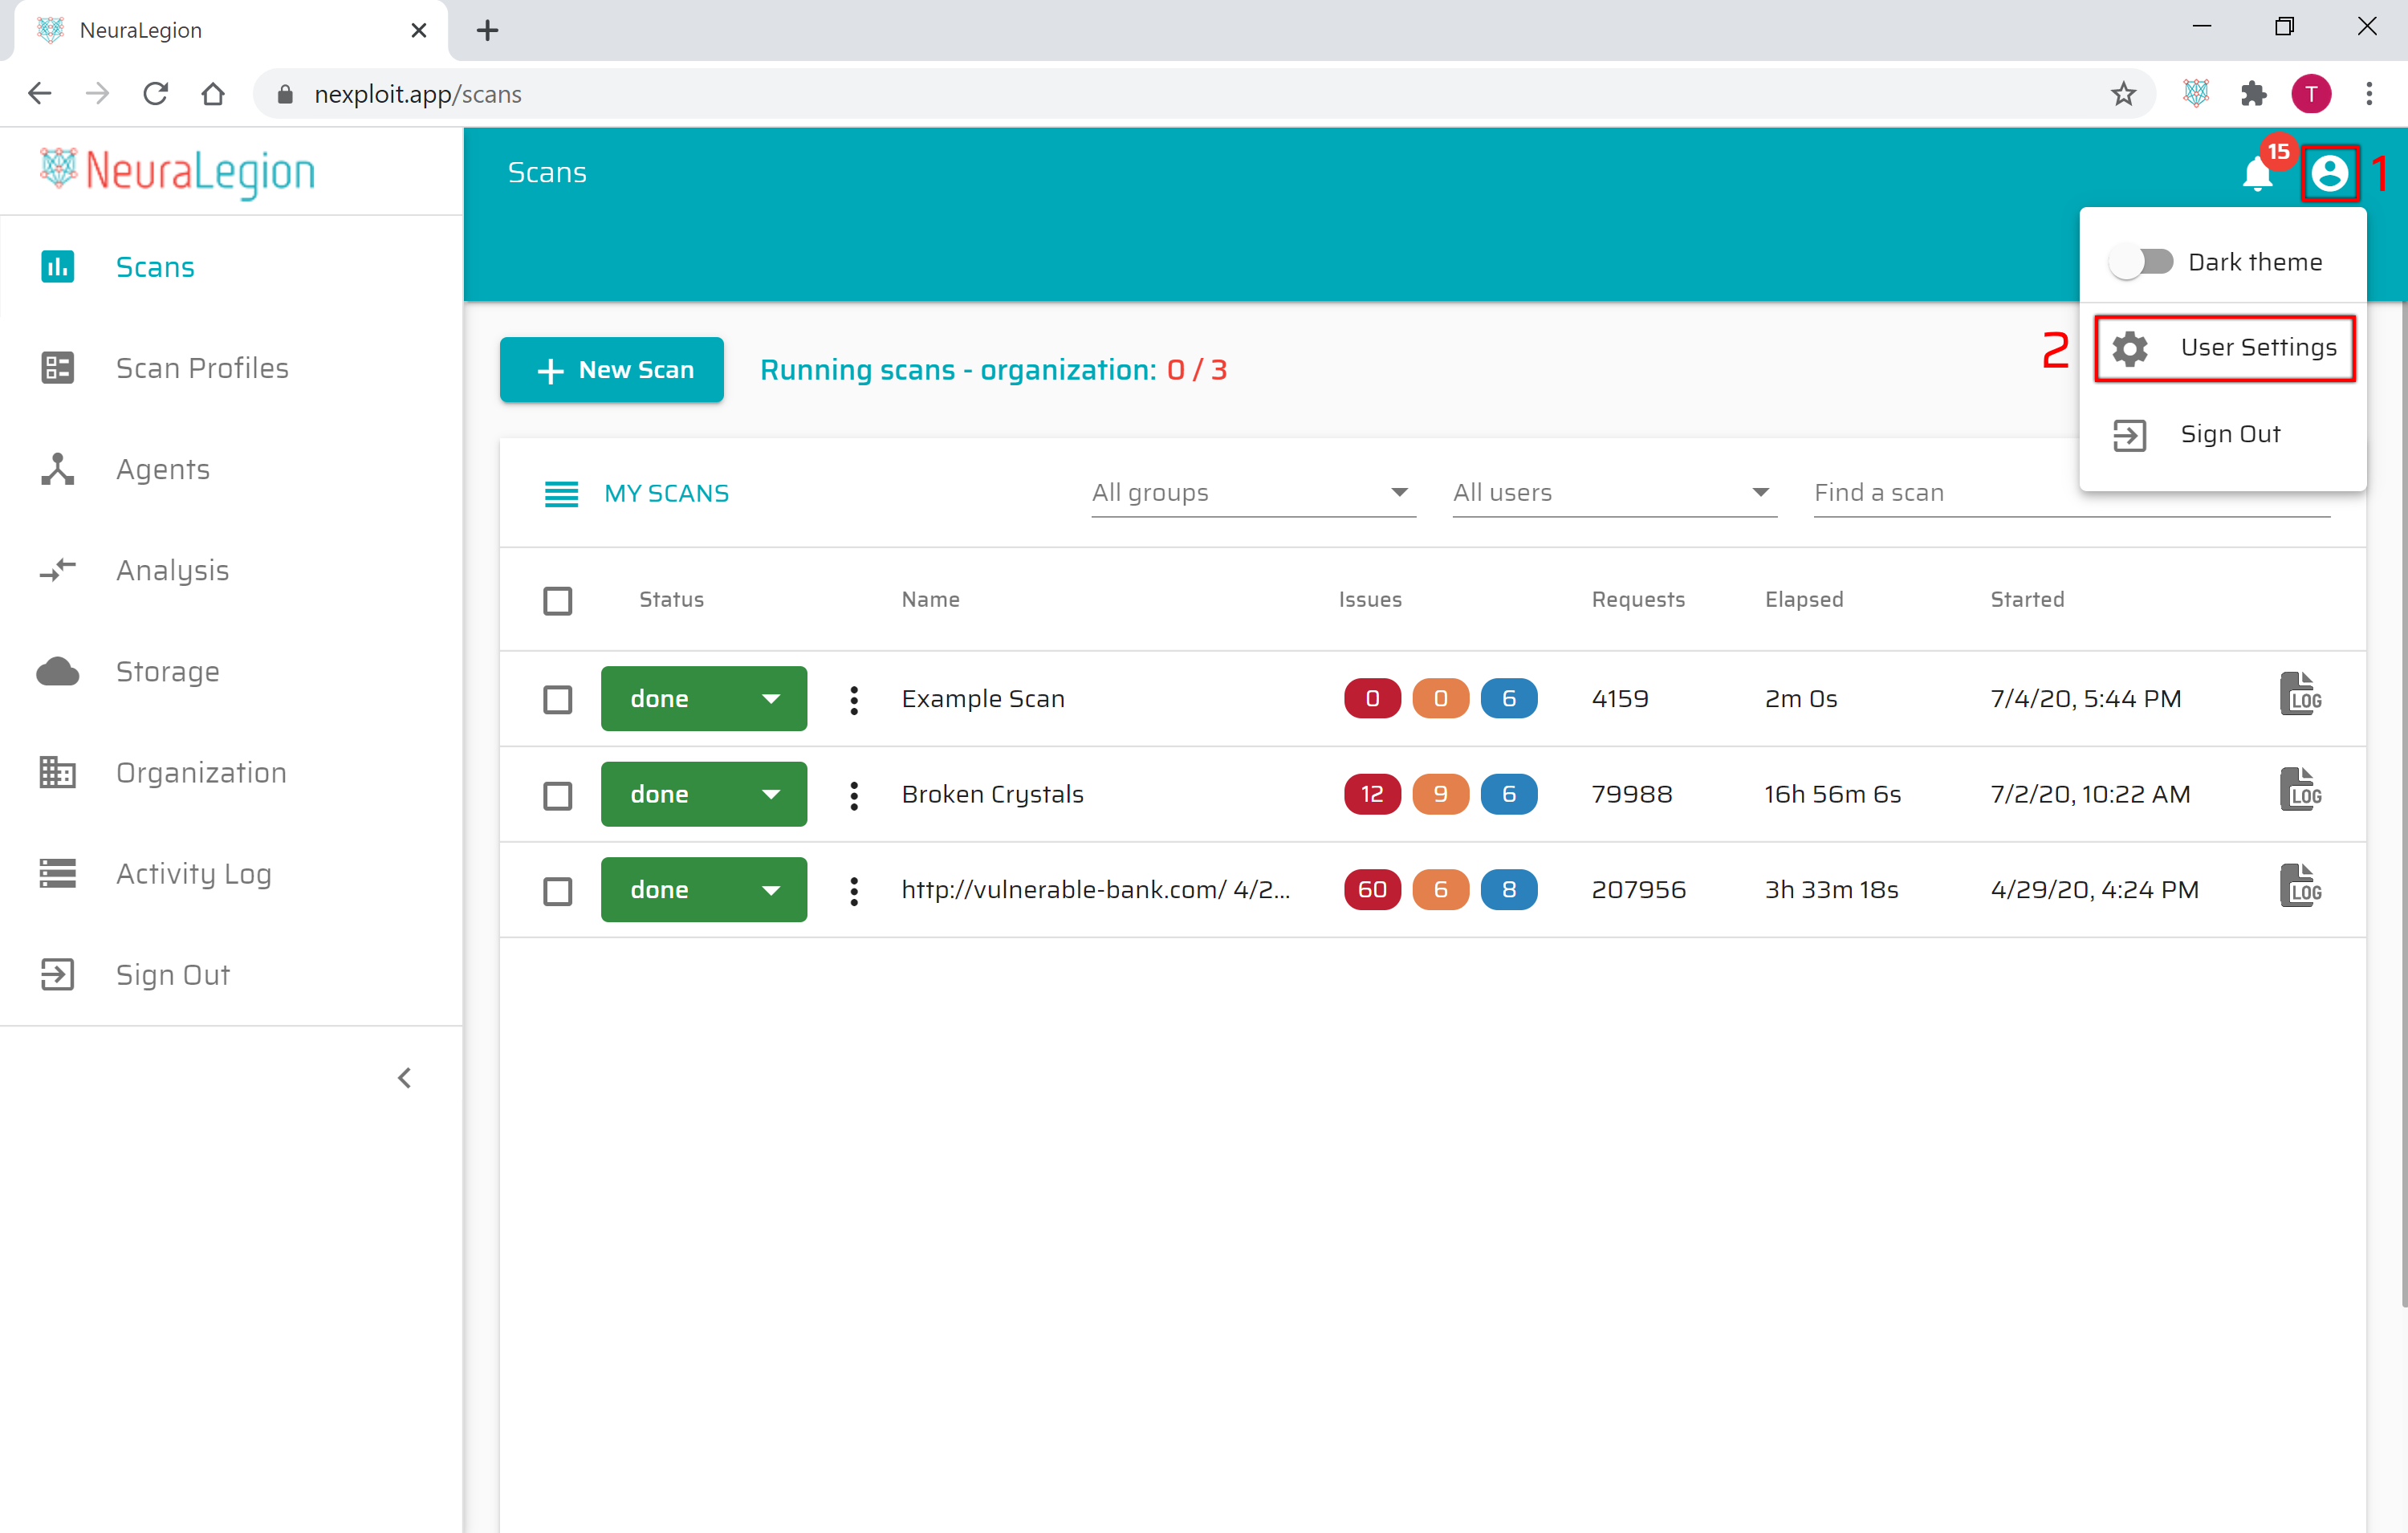 NeuraLegion
nexploit.app/scans
T
NeuraLegion
Scans
15
1
Dark theme
2
User Settings
Sign Out
Scans
Scan Profiles
Agents
Analysis
Storage
Organization
Activity Log
Sign Out
New Scan
Running scans - organization: 0 / 3
MY SCANS
All groups
All users
Find a scan
Status Name Issues Requests Elapsed Started
done Example Scan 0 0 6 4159 2m 0s 7/4/20, 5:44 PM LOG
done Broken Crystals 12 9 6 79988 16h 56m 6s 7/2/20, 10:22 AM LOG
done http://vulnerable-bank.com/ 4/2... 60 6 8 207956 3h 33m 18s 4/29/20, 4:24 PM LOG